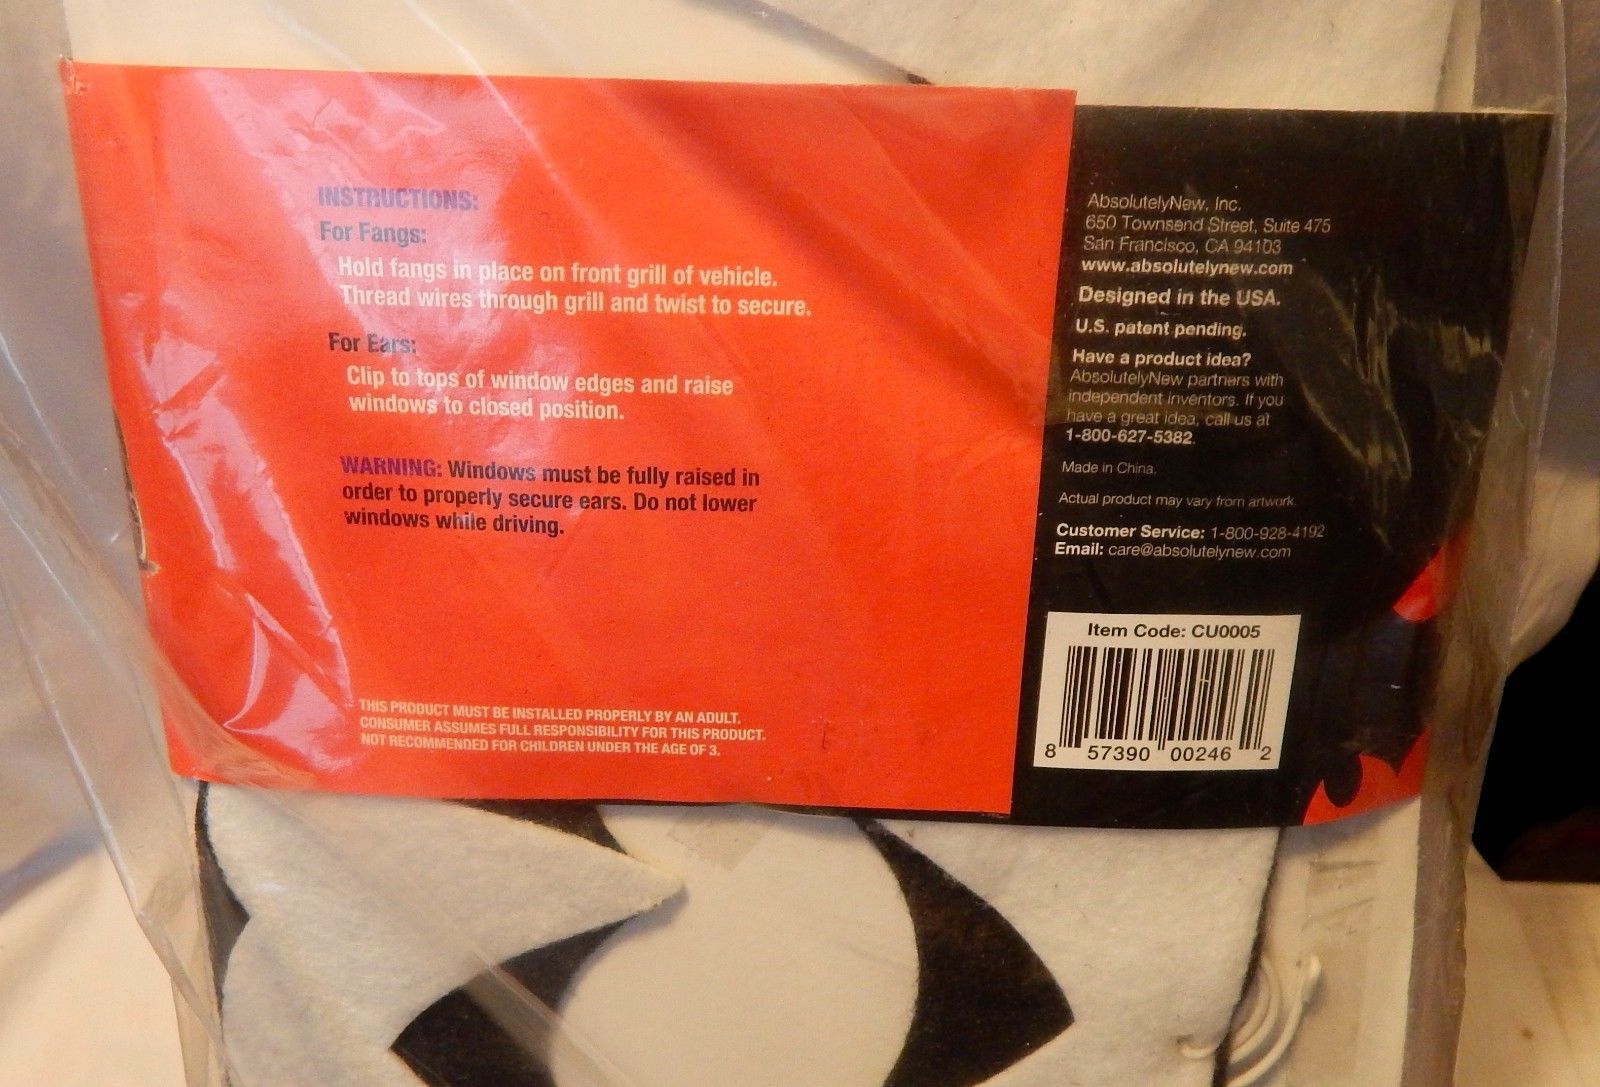 INSTRUCTIONS:
For Fangs:
Hold fangs in place on front grill of vehicle.
Thread wires through grill and twist to secure.
For Ears:
Clip to tops of window edges and raise
windows to closed position.
WARNING: Windows must be fully raised in
order to properly secure ears. Do not lower
windows while driving.
THIS PRODUCT MUST BE INSTALLED PROPERLY BY AN ADULT.
CONSUMER ASSUMES FULL RESPONSIBILITY FOR THIS PRODUCT.
NOT RECOMMENDED FOR CHILDREN UNDER THE AGE OF 3.
AbsolutelyNew, Inc.
650 Townsend Street, Suite 475
San Francisco, CA 94103
www.absolutelynew.com
Designed in the USA.
U.S. patent pending.
Have a product idea?
AbsolutelyNew partners with
independent inventors. If you
have a great idea, call us at
1-800-627-5382.
Made in China.
Actual product may vary from artwork.
Customer Service: 1-800-928-4192
Email: care@absolutelynew.com
Item Code: CU0005
8 57390 00246 2